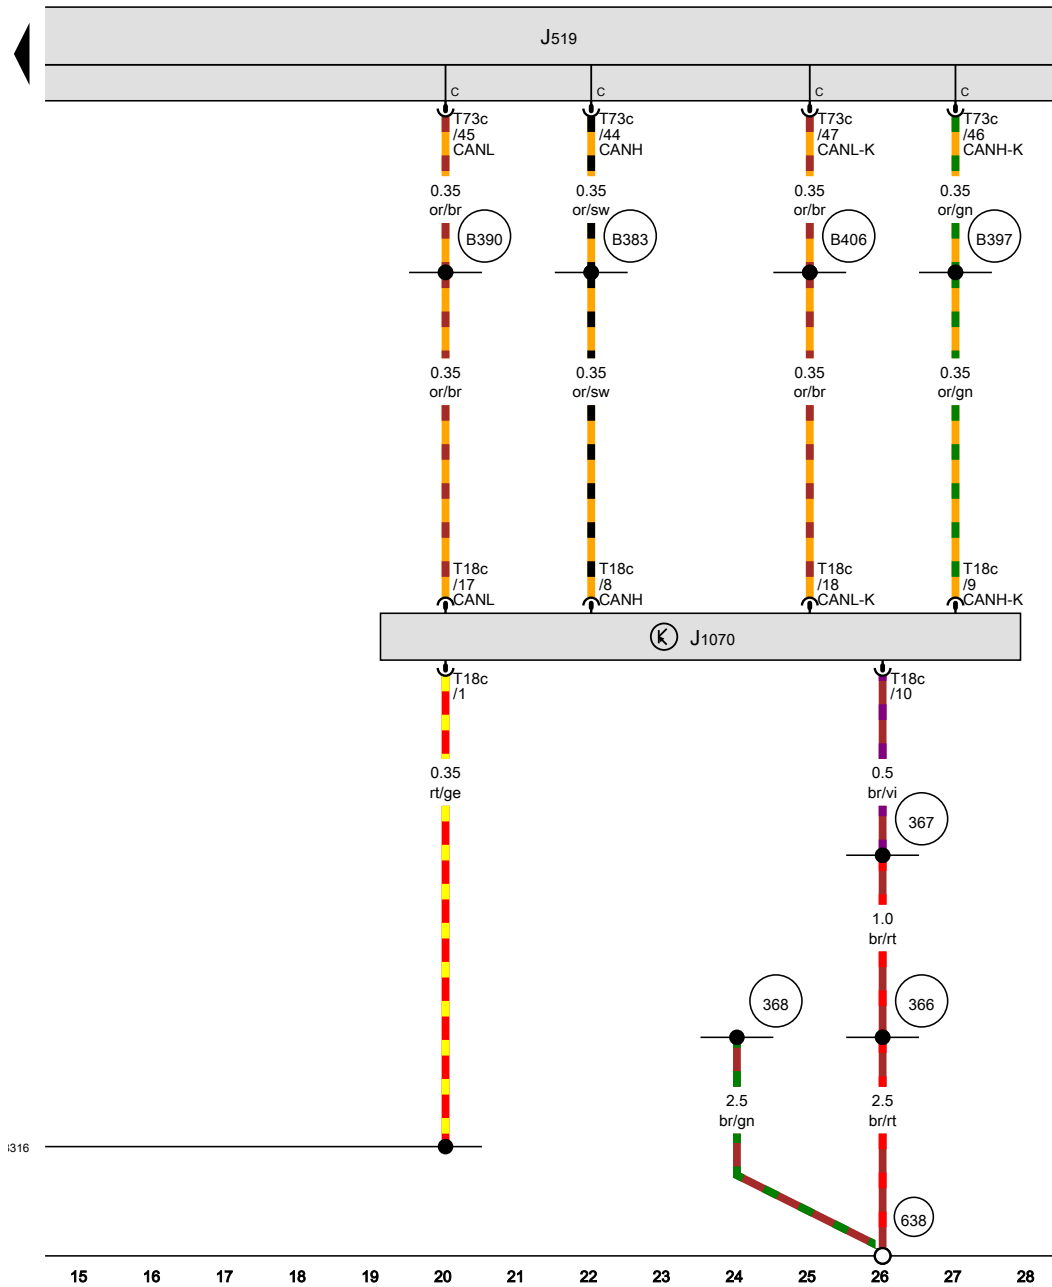 J519
C C C C
T73c T73c T73c T73c
/45 /44 /47 /46
CANL CANH CANL-K CANH-K
0.35 0.35 0.35 0.35
or/br or/sw or/br or/gn
B390 B383 B406 B397
0.35 0.35 0.35 0.35
or/br or/sw or/br or/gn
T18c T18c T18c T18c
/17 /8 /18 /9
CANL CANH CANL-K CANH-K
K J1070
T18c T18c
/1 /10
0.35 0.5
rt/ge br/vi
367
1.0
br/rt
368 366
2.5 2.5
br/gn br/rt
316
638
15 16 17 18 19 20 21 22 23 24 25 26 27 28